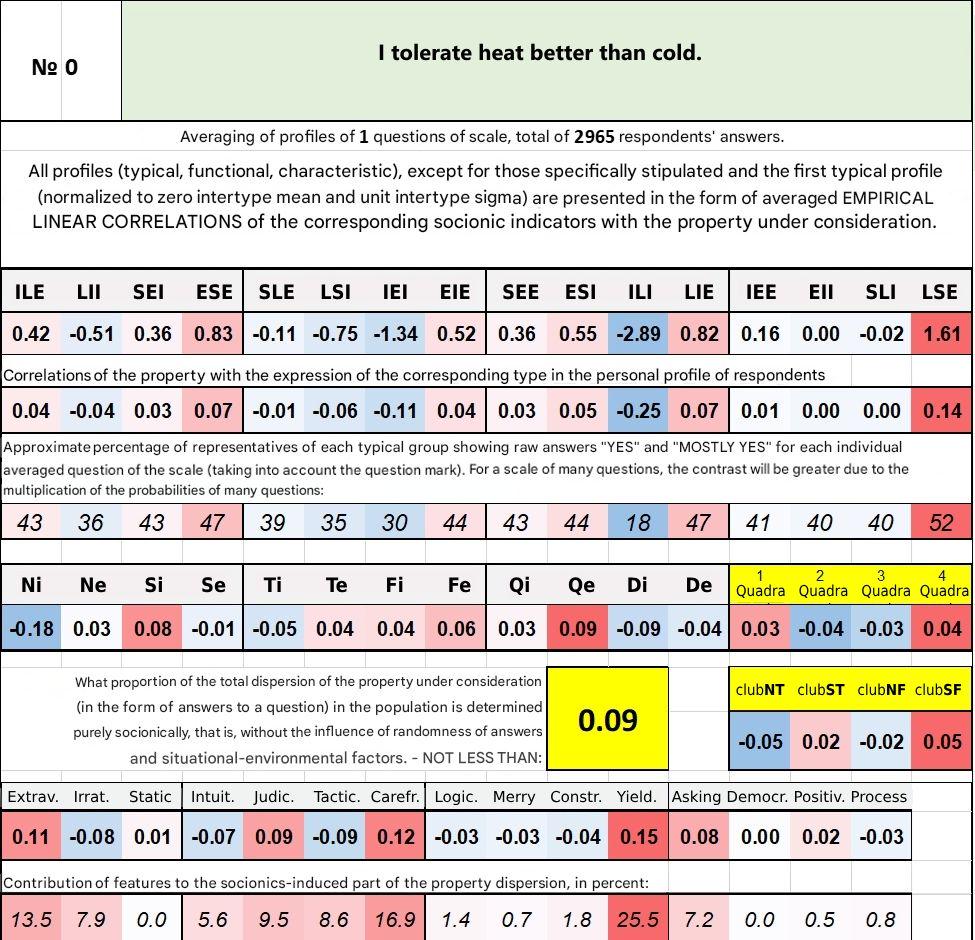 № 0
I tolerate heat better than cold.
Averaging of profiles of 1 questions of scale, total of 2965 respondents' answers.
All profiles (typical, functional, characteristic), except for those specifically stipulated and the first typical profile
(normalized to zero intertype mean and unit intertype sigma) are presented in the form of averaged EMPIRICAL
LINEAR CORRELATIONS of the corresponding socionic indicators with the property under consideration.
ILE LII SEI ESE SLE LSI IEI EIE SEE ESI ILI LIE IEE EII SLI LSE
0.42 -0.51 0.36 0.83 -0.11 -0.75 -1.34 0.52 0.36 0.55 -2.89 0.82 0.16 0.00 -0.02 1.61
Correlations of the property with the expression of the corresponding type in the personal profile of respondents
0.04 -0.04 0.03 0.07 -0.01 -0.06 -0.11 0.04 0.03 0.05 -0.25 0.07 0.01 0.00 0.00 0.14
Approximate percentage of representatives of each typical group showing raw answers "YES" and "MOSTLY YES" for each individual
averaged question of the scale (taking into account the question mark). For a scale of many questions, the contrast will be greater due to the
multiplication of the probabilities of many questions:
43 36 43 47 39 35 30 44 43 44 18 47 41 40 40 52
Ni Ne Si Se Ti Te Fi Fe Qi Qe Di De 1 2 3 4
Quadra Quadra Quadra Quadra
-0.18 0.03 0.08 -0.01 -0.05 0.04 0.04 0.06 0.03 0.09 -0.09 -0.04 0.03 -0.04 -0.03 0.04
What proportion of the total dispersion of the property under consideration
(in the form of answers to a question) in the population is determined
purely socionically, that is, without the influence of randomness of answers
and situational-environmental factors. - NOT LESS THAN:
0.09
clubNT clubST clubNF clubSF
-0.05 0.02 -0.02 0.05
Extrav. Irrat. Static Intuit. Judic. Tactic. Carefr. Logic. Merry Constr. Yield. Asking Democr. Positiv. Process
0.11 -0.08 0.01 -0.07 0.09 -0.09 0.12 -0.03 -0.03 -0.04 0.15 0.08 0.00 0.02 -0.03
Contribution of features to the socionics-induced part of the property dispersion, in percent:
13.5 7.9 0.0 5.6 9.5 8.6 16.9 1.4 0.7 1.8 25.5 7.2 0.0 0.5 0.8